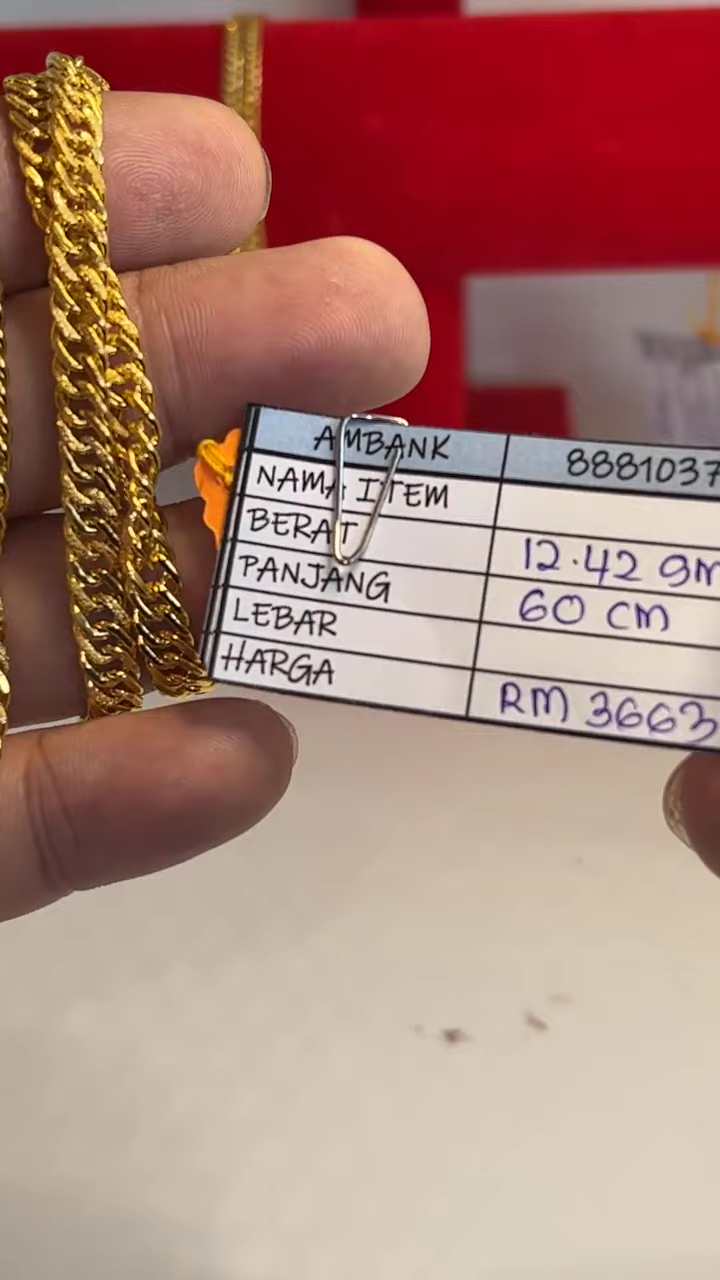 AMBANK 8881037
NAMA ITEM
BERAT 12.42 gm
PANJANG 60 cm
LEBAR
HARGA RM 3663